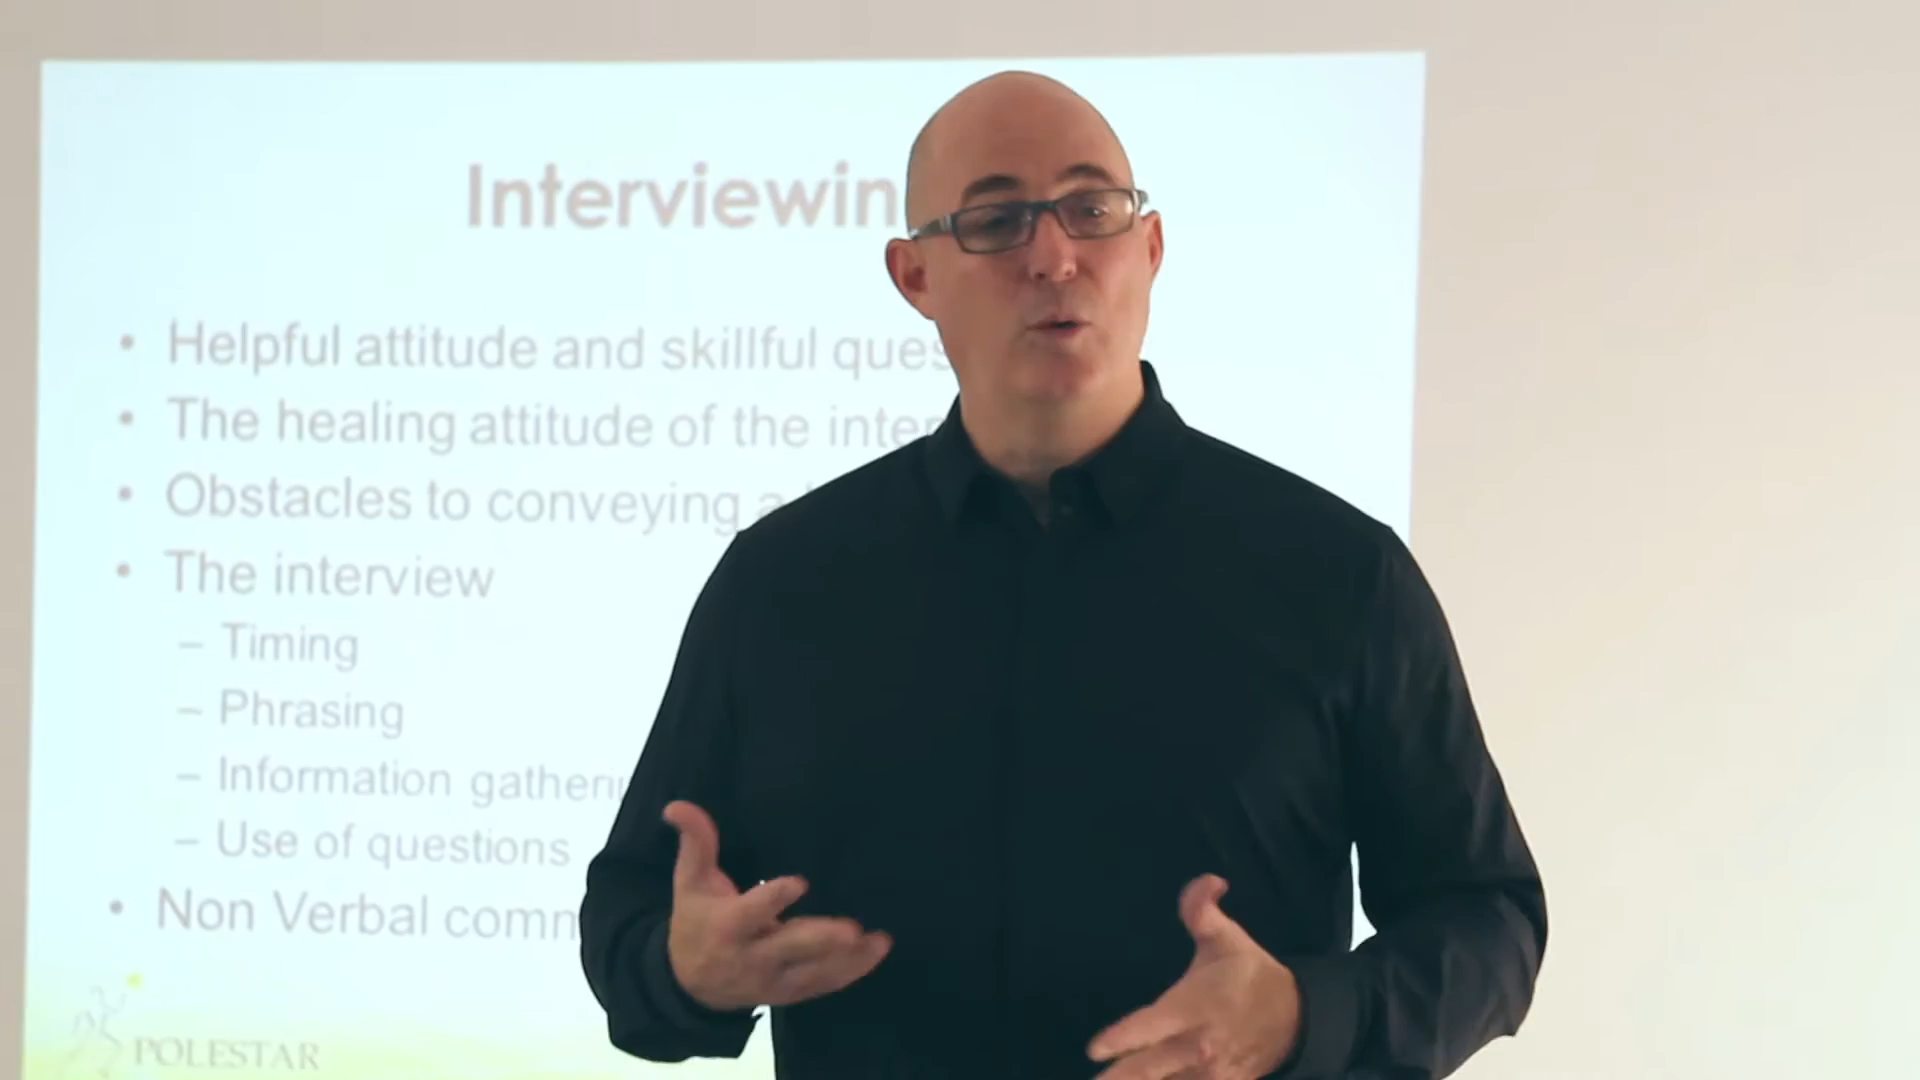 Interviewin
• Helpful attitude and skillful ques
• The healing attitude of the inter
• Obstacles to conveying a
• The interview
– Timing
– Phrasing
– Information gatheri
– Use of questions
• Non Verbal comm
POLESTAR